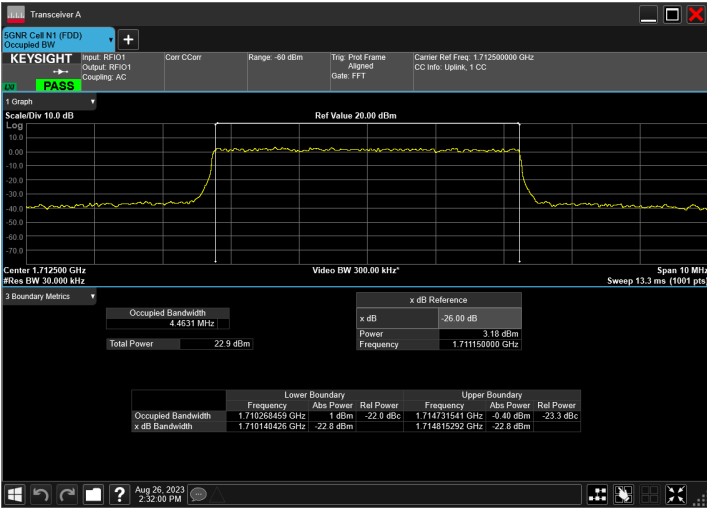 Transceiver A
5GNR Cell N1 (FDD)
Occupied BW
KEYSIGHT
LXI
PASS
Input: RFIO1
Output: RFIO1
Coupling: AC
Corr CCorr
Range: -60 dBm
Trig: Prot Frame
Aligned
Gate: FFT
Carrier Ref Freq: 1.712500000 GHz
CC Info: Uplink, 1 CC
1 Graph
Scale/Div 10.0 dB
Ref Value 20.00 dBm
Log
10.0
0.00
-10.0
-20.0
-30.0
-40.0
-50.0
-60.0
-70.0
Center 1.712500 GHz
Video BW 300.00 kHz*
Span 10 MHz
#Res BW 30.000 kHz
Sweep 13.3 ms (1001 pts)
3 Boundary Metrics
Occupied Bandwidth
4.4631 MHz
Total Power 22.9 dBm
x dB Reference
x dB -26.00 dB
Power 3.18 dBm
Frequency 1.711150000 GHz
Lower Boundary Upper Boundary
Frequency Abs Power Rel Power Frequency Abs Power Rel Power
Occupied Bandwidth 1.710268459 GHz 1 dBm -22.0 dBc 1.714731541 GHz -0.40 dBm -23.3 dBc
x dB Bandwidth 1.710140426 GHz -22.8 dBm 1.714815292 GHz -22.8 dBm
Aug 26, 2023
2:32:00 PM